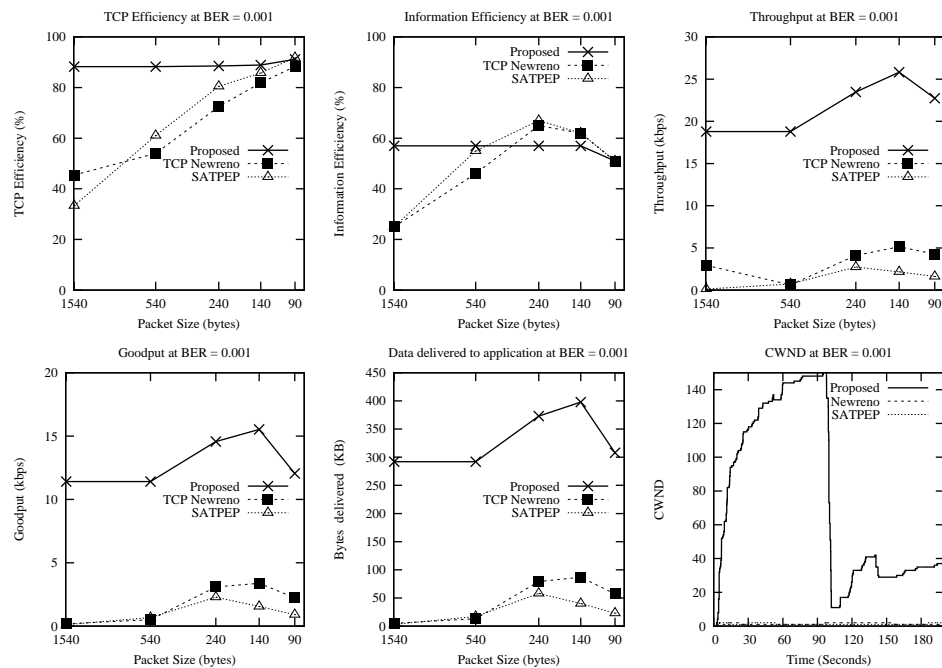 TCP Efficiency at BER = 0.001
TCP Efficiency (%)
100
80
60
40
20
0
Proposed
TCP Newreno
SATPEP
1540
540
240
140
90
Packet Size (bytes)
Information Efficiency at BER = 0.001
Information Efficiency (%)
100
80
60
40
20
0
Proposed
TCP Newreno
SATPEP
1540
540
240
140
90
Packet Size (bytes)
Throughput at BER = 0.001
Throughput (kbps)
30
25
20
15
10
5
0
Proposed
TCP Newreno
SATPEP
1540
540
240
140
90
Packet Size (bytes)
Goodput at BER = 0.001
Goodput (kbps)
20
15
10
5
0
Proposed
TCP Newreno
SATPEP
1540
540
240
140
90
Packet Size (bytes)
Data delivered to application at BER = 0.001
Bytes delivered (KB)
450
400
350
300
250
200
150
100
50
0
Proposed
TCP Newreno
SATPEP
1540
540
240
140
90
Packet Size (bytes)
CWND at BER = 0.001
CWND
140
120
100
80
60
40
20
0
Proposed
Newreno
SATPEP
0
30
60
90
120
150
180
Time (Seconds)